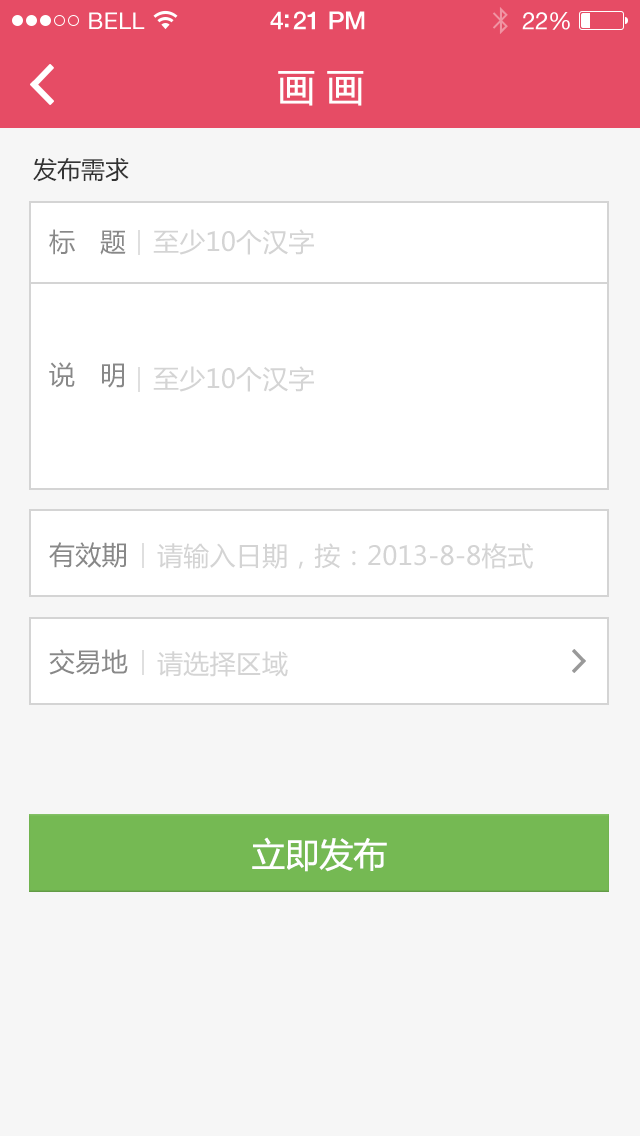 BELL 4:21 PM 22%
画 画
发布需求
标 题 至少10个汉字
说 明 至少10个汉字
有效期 请输入日期，按：2013-8-8格式
交易地 请选择区域
立即发布